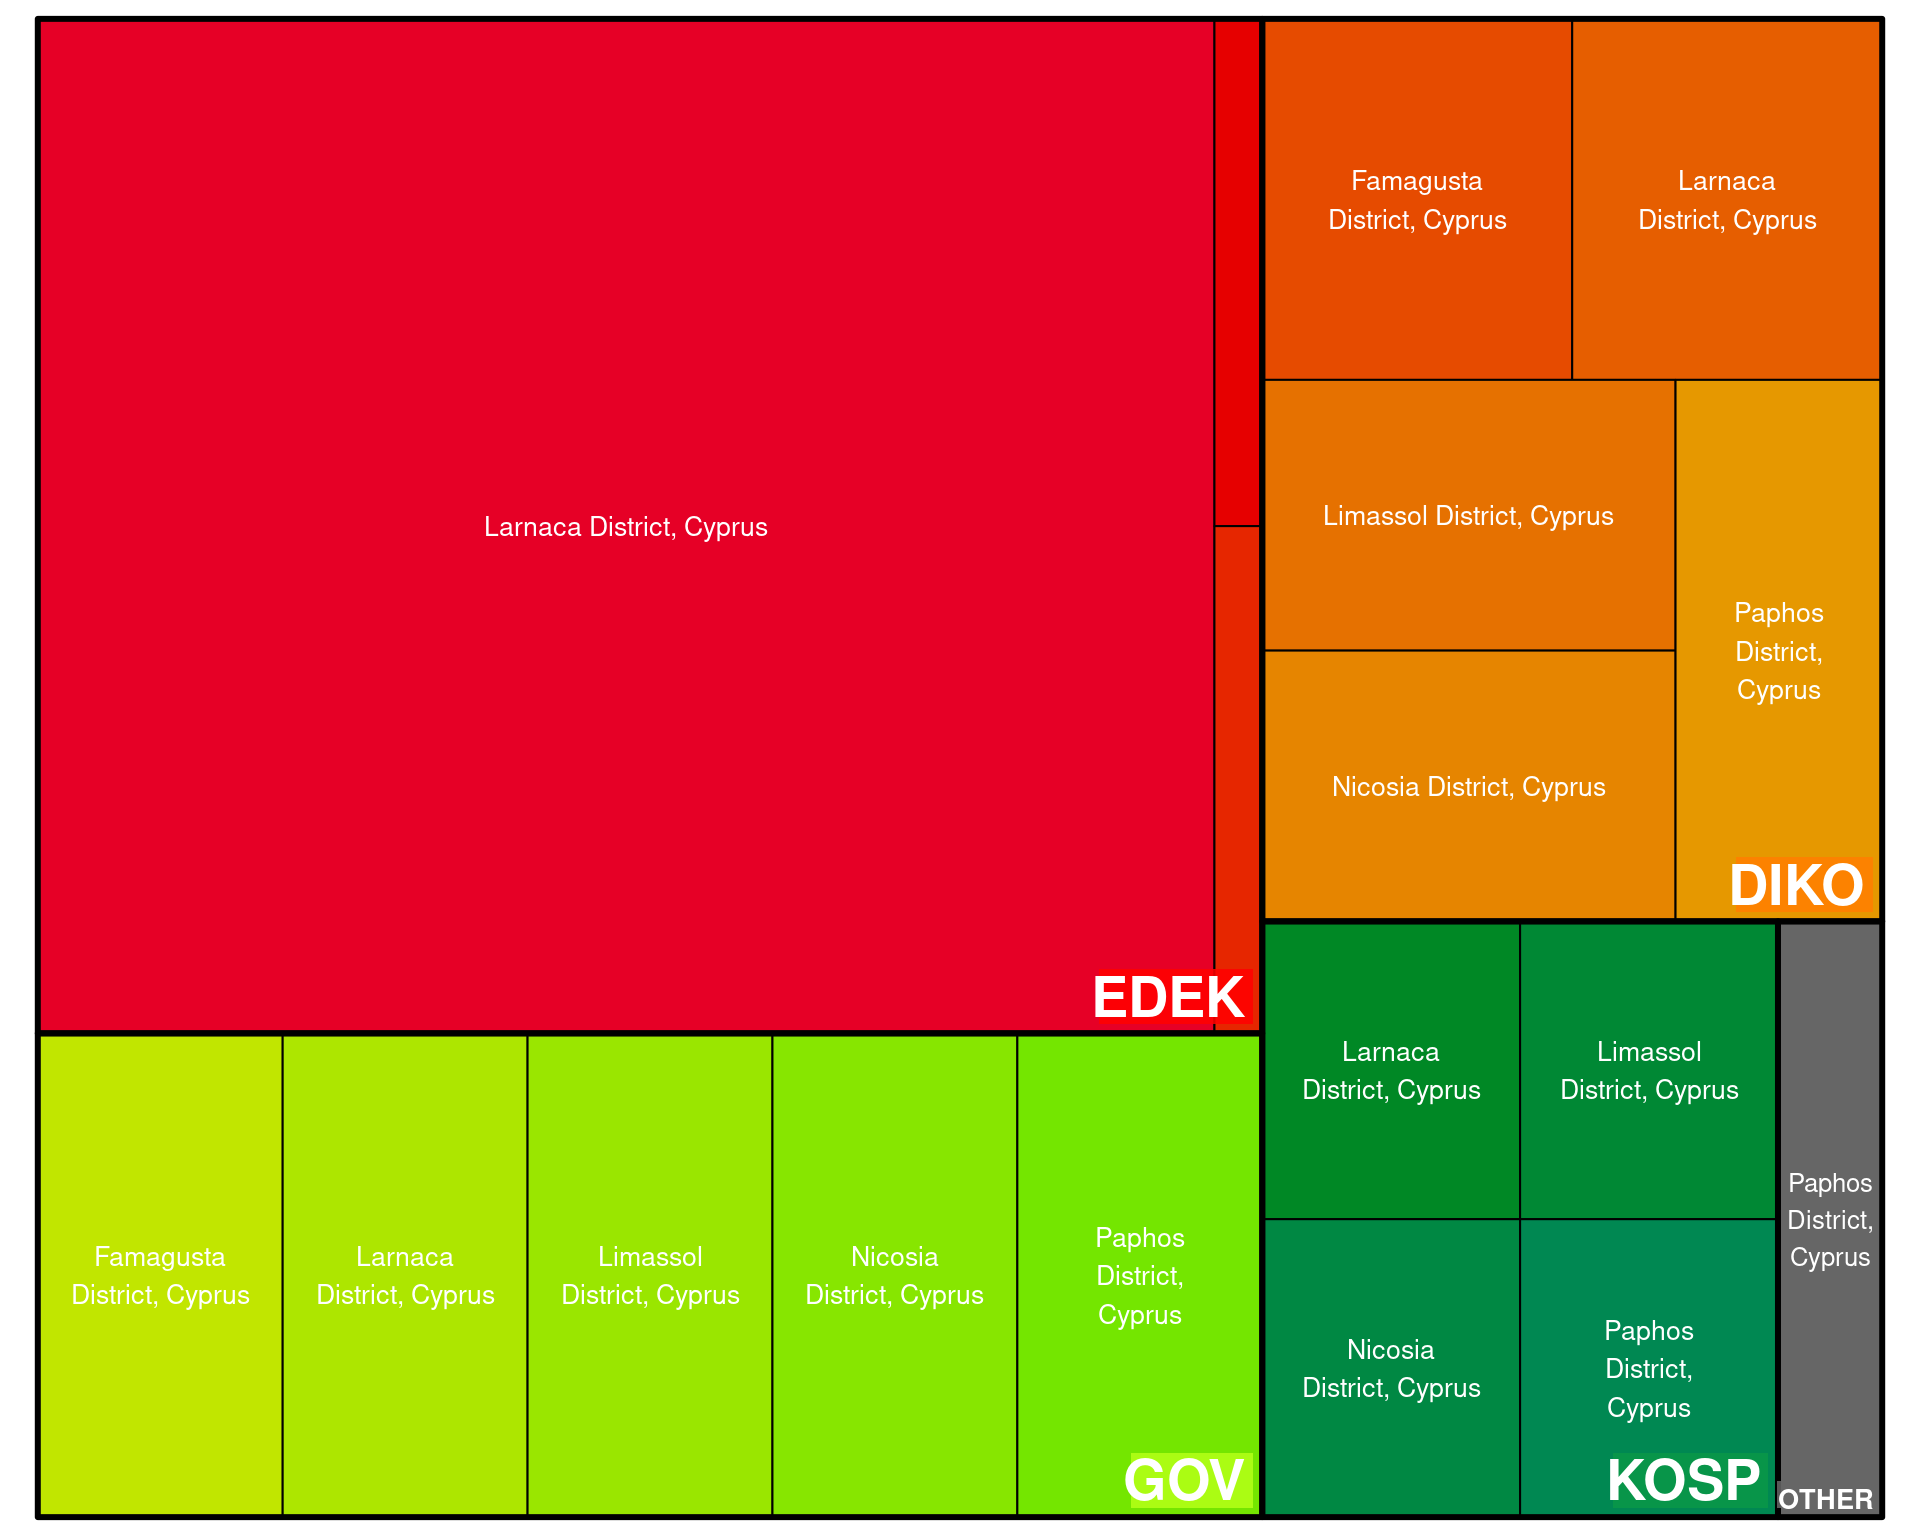 Larnaca District, Cyprus
EDEK
Famagusta
District, Cyprus
Larnaca
District, Cyprus
Limassol District, Cyprus
Nicosia District, Cyprus
Paphos
District,
Cyprus
DIKO
Famagusta
District, Cyprus
Larnaca
District, Cyprus
Limassol
District, Cyprus
Nicosia
District, Cyprus
Paphos
District,
Cyprus
GOV
Larnaca
District, Cyprus
Limassol
District, Cyprus
Nicosia
District, Cyprus
Paphos
District,
Cyprus
KOSP
Paphos
District,
Cyprus
OTHER